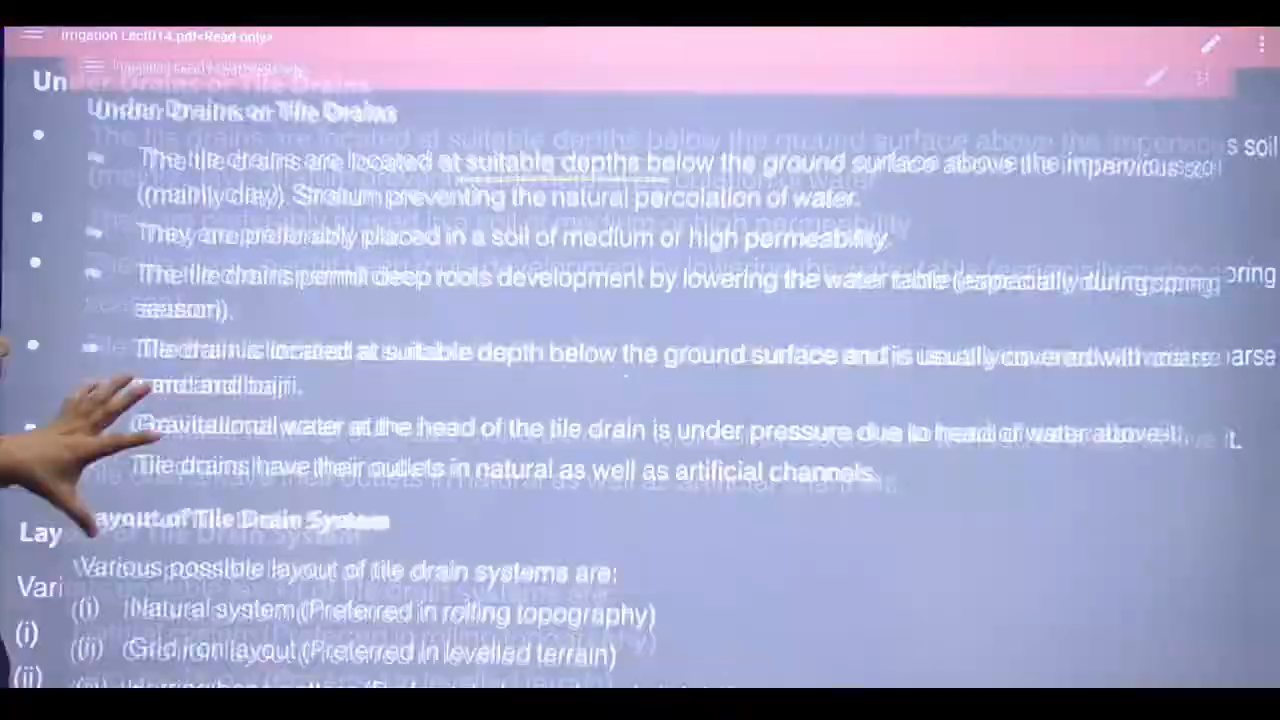 Irrigation Lect014.pdf<Read-only>
Under Drains or Tile Drains
The tile drains are located at suitable depths below the ground surface above the impervious soil
(mainly clay). Stratum preventing the natural percolation of water.
They are preferably placed in a soil of medium or high permeability.
The tile drains permit deep roots development by lowering the water table (especially during spring
season).
Tile drain is located at suitable depth below the ground surface and is usually covered with coarse
and bajri.
Gravitational water at the head of the tile drain is under pressure due to head of water above it.
Tile drains have their outlets in natural as well as artificial channels.
Layout of Tile Drain System
Various possible layout of tile drain systems are:
(i) Natural system (Preferred in rolling topography)
(ii) Grid iron layout (Preferred in levelled terrain)